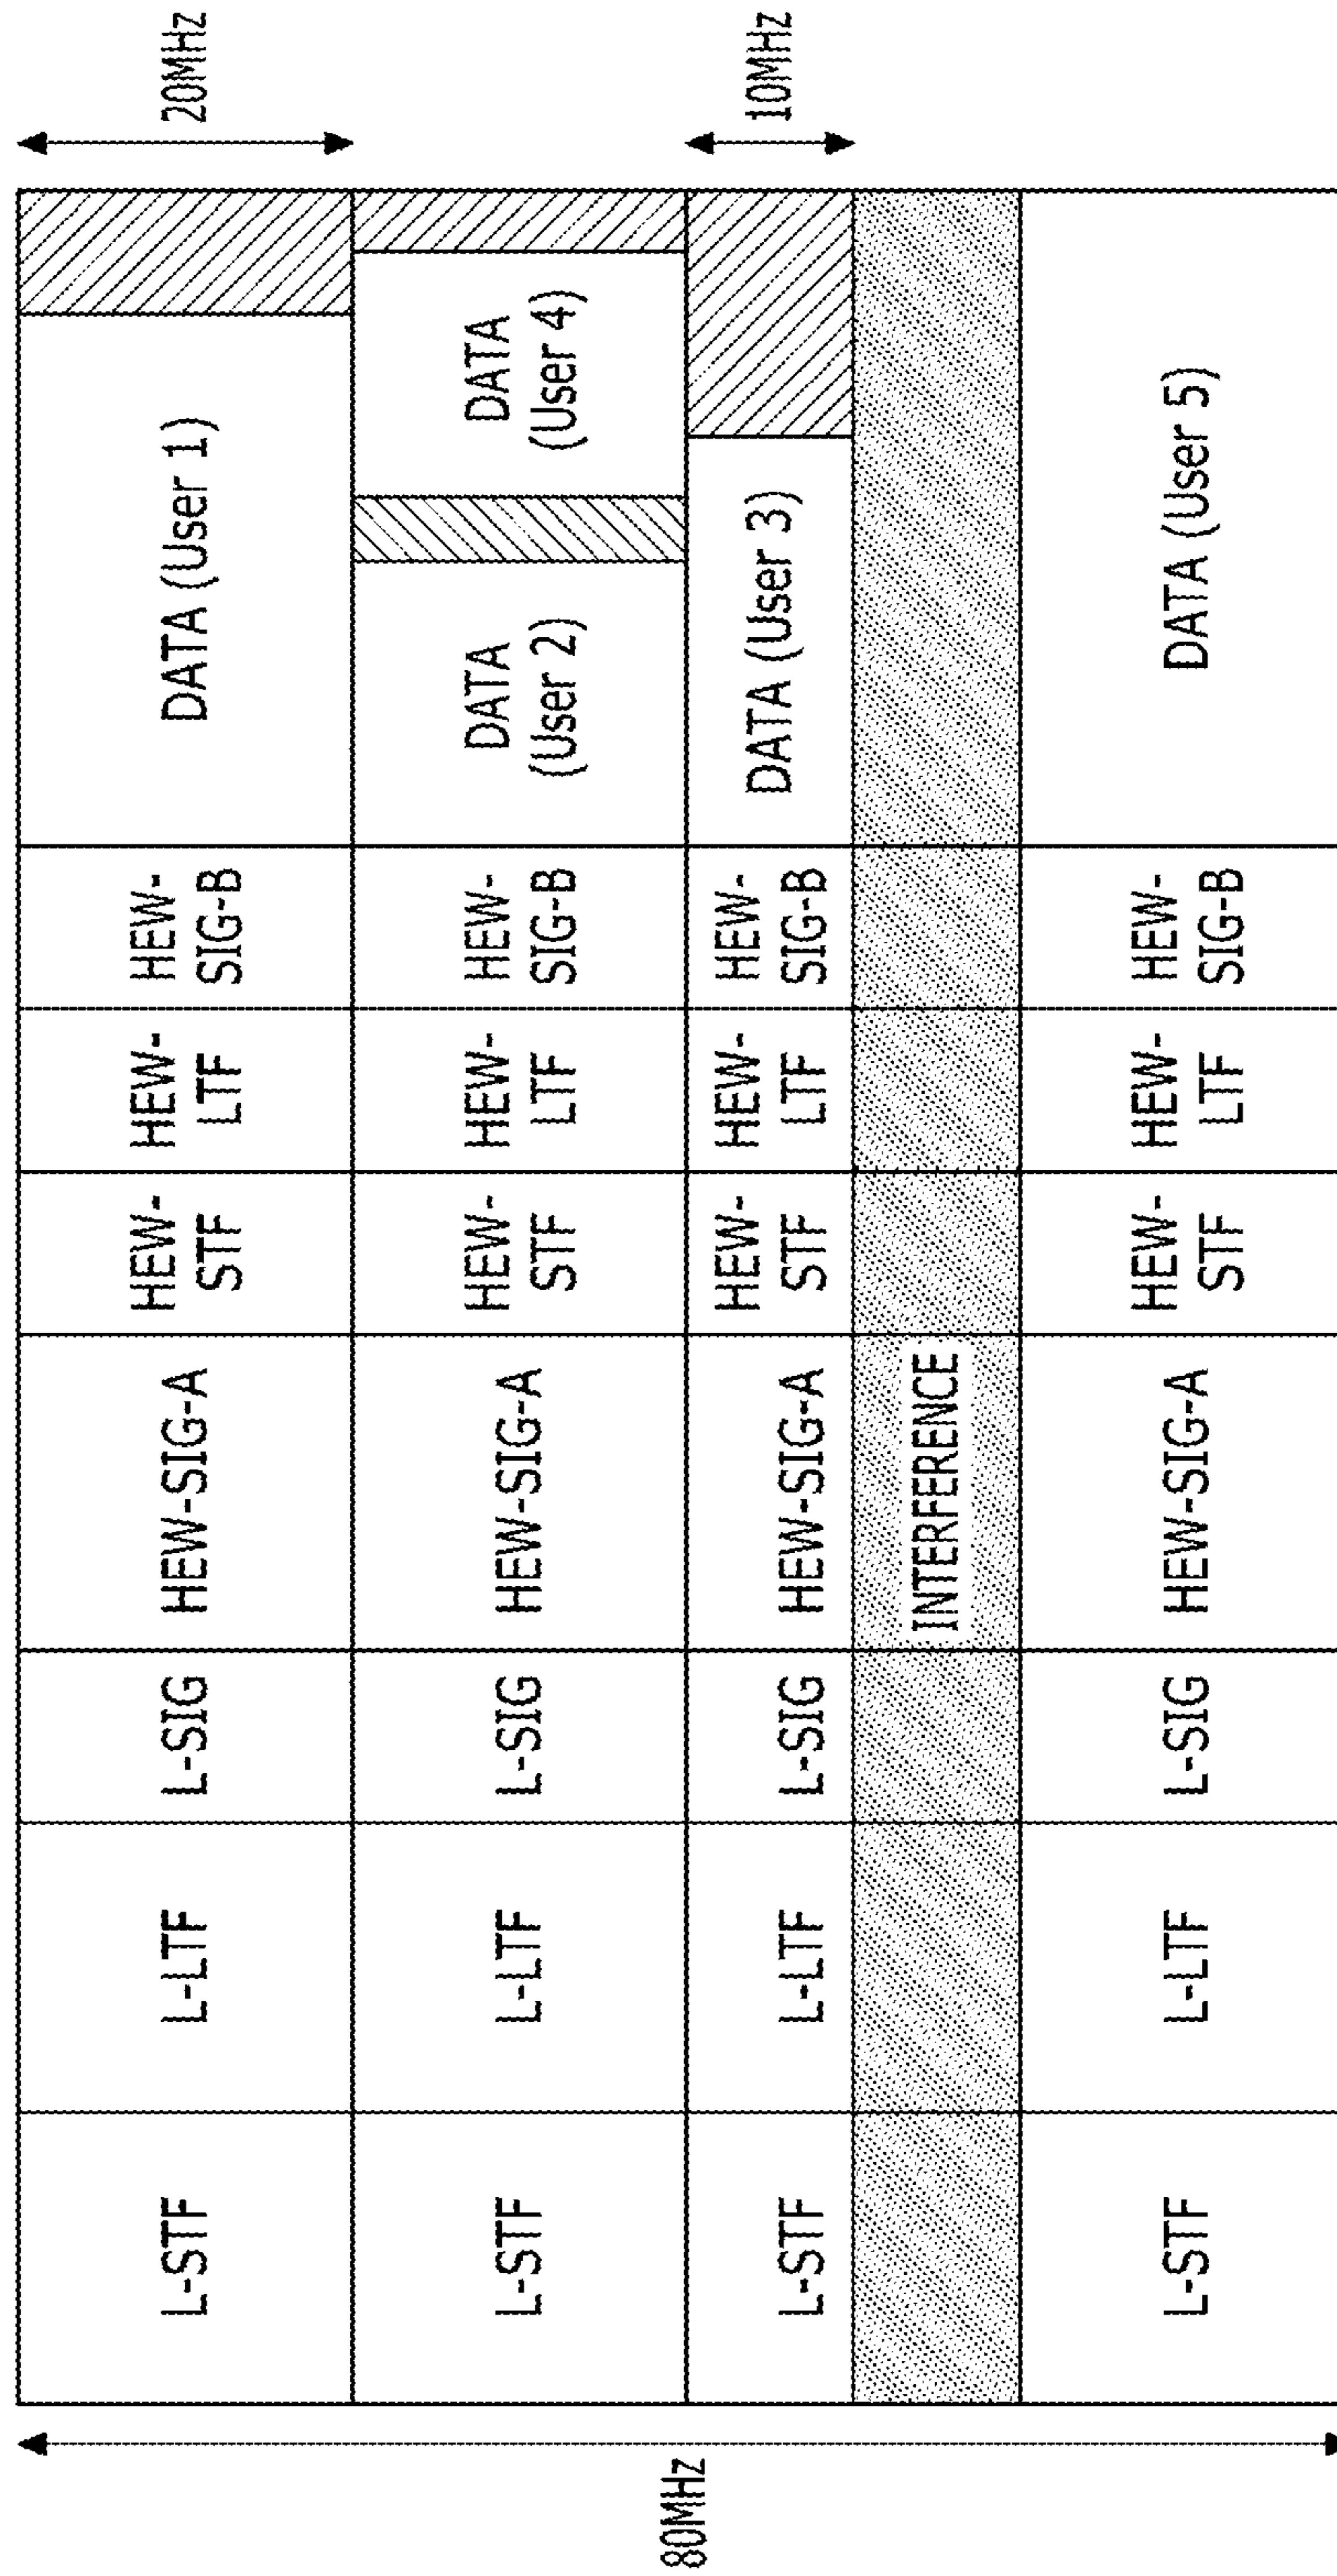 80MHz
L-STF
L-LTF
L-SIG
HEW-SIG-A
HEW-
STF
HEW-
LTF
HEW-
SIG-B
DATA (User 1)
20MHz
L-STF
L-LTF
L-SIG
HEW-SIG-A
HEW-
STF
HEW-
LTF
HEW-
SIG-B
DATA
(User 2)
DATA
(User 4)
L-STF
L-LTF
L-SIG
HEW-SIG-A
HEW-
STF
HEW-
LTF
HEW-
SIG-B
DATA (User 3)
10MHz
INTERFERENCE
L-STF
L-LTF
L-SIG
HEW-SIG-A
HEW-
STF
HEW-
LTF
HEW-
SIG-B
DATA (User 5)